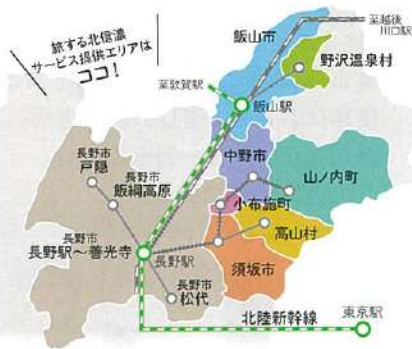 旅する北信濃
サービス提供エリアは
ココ!
至越後
川口駅
飯山市
野沢温泉村
至敦賀駅
飯山駅
中野市
山ノ内町
長野市
戸隠
長野市
飯綱高原
小布施町
高山村
長野市
長野駅～善光寺
長野駅
須坂市
長野市
松代
北陸新幹線
東京駅